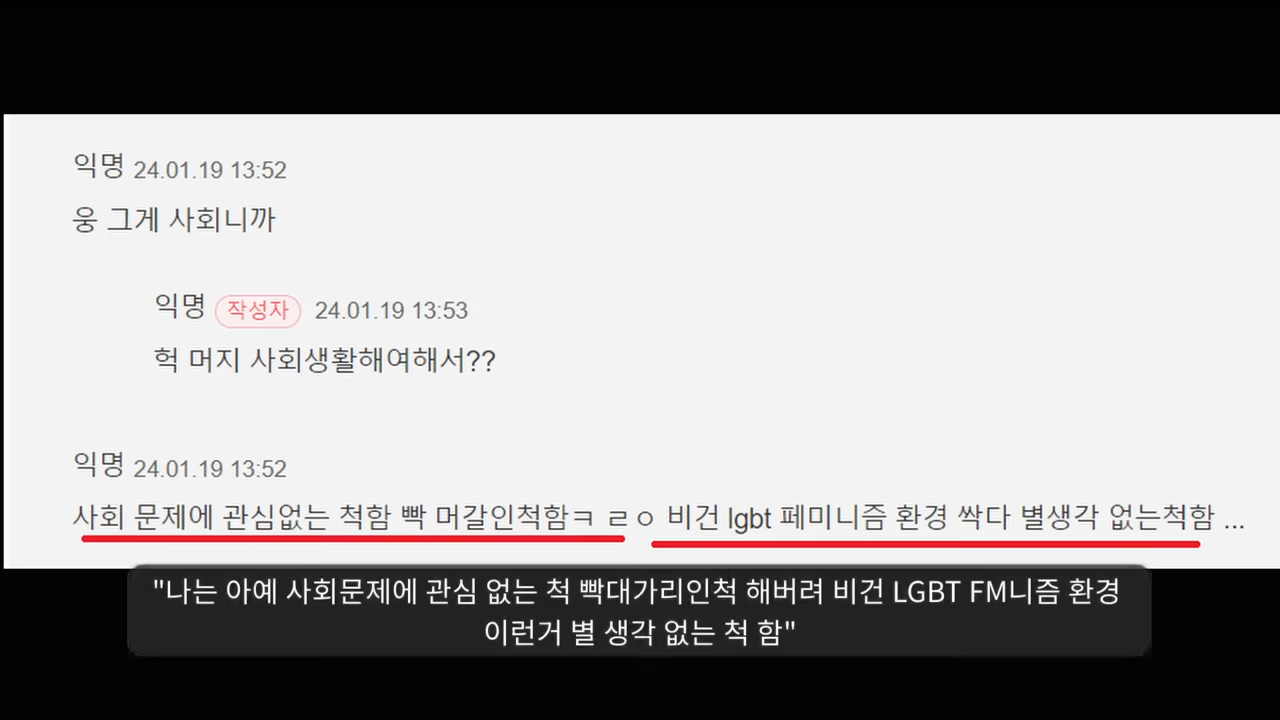 익명 24.01.19 13:52
웅 그게 사회니까
익명 작성자 24.01.19 13:53
헉 머지 사회생활해여해서??
익명 24.01.19 13:52
사회 문제에 관심없는 척함 빡 머갈인척함ㅋ ㄹㅇ 비건 lgbt 페미니즘 환경 싹다 별생각 없는척함 ...
"나는 아예 사회문제에 관심 없는 척 빡대가리인척 해버려 비건 LGBT FM니즘 환경
이런거 별 생각 없는 척 함"